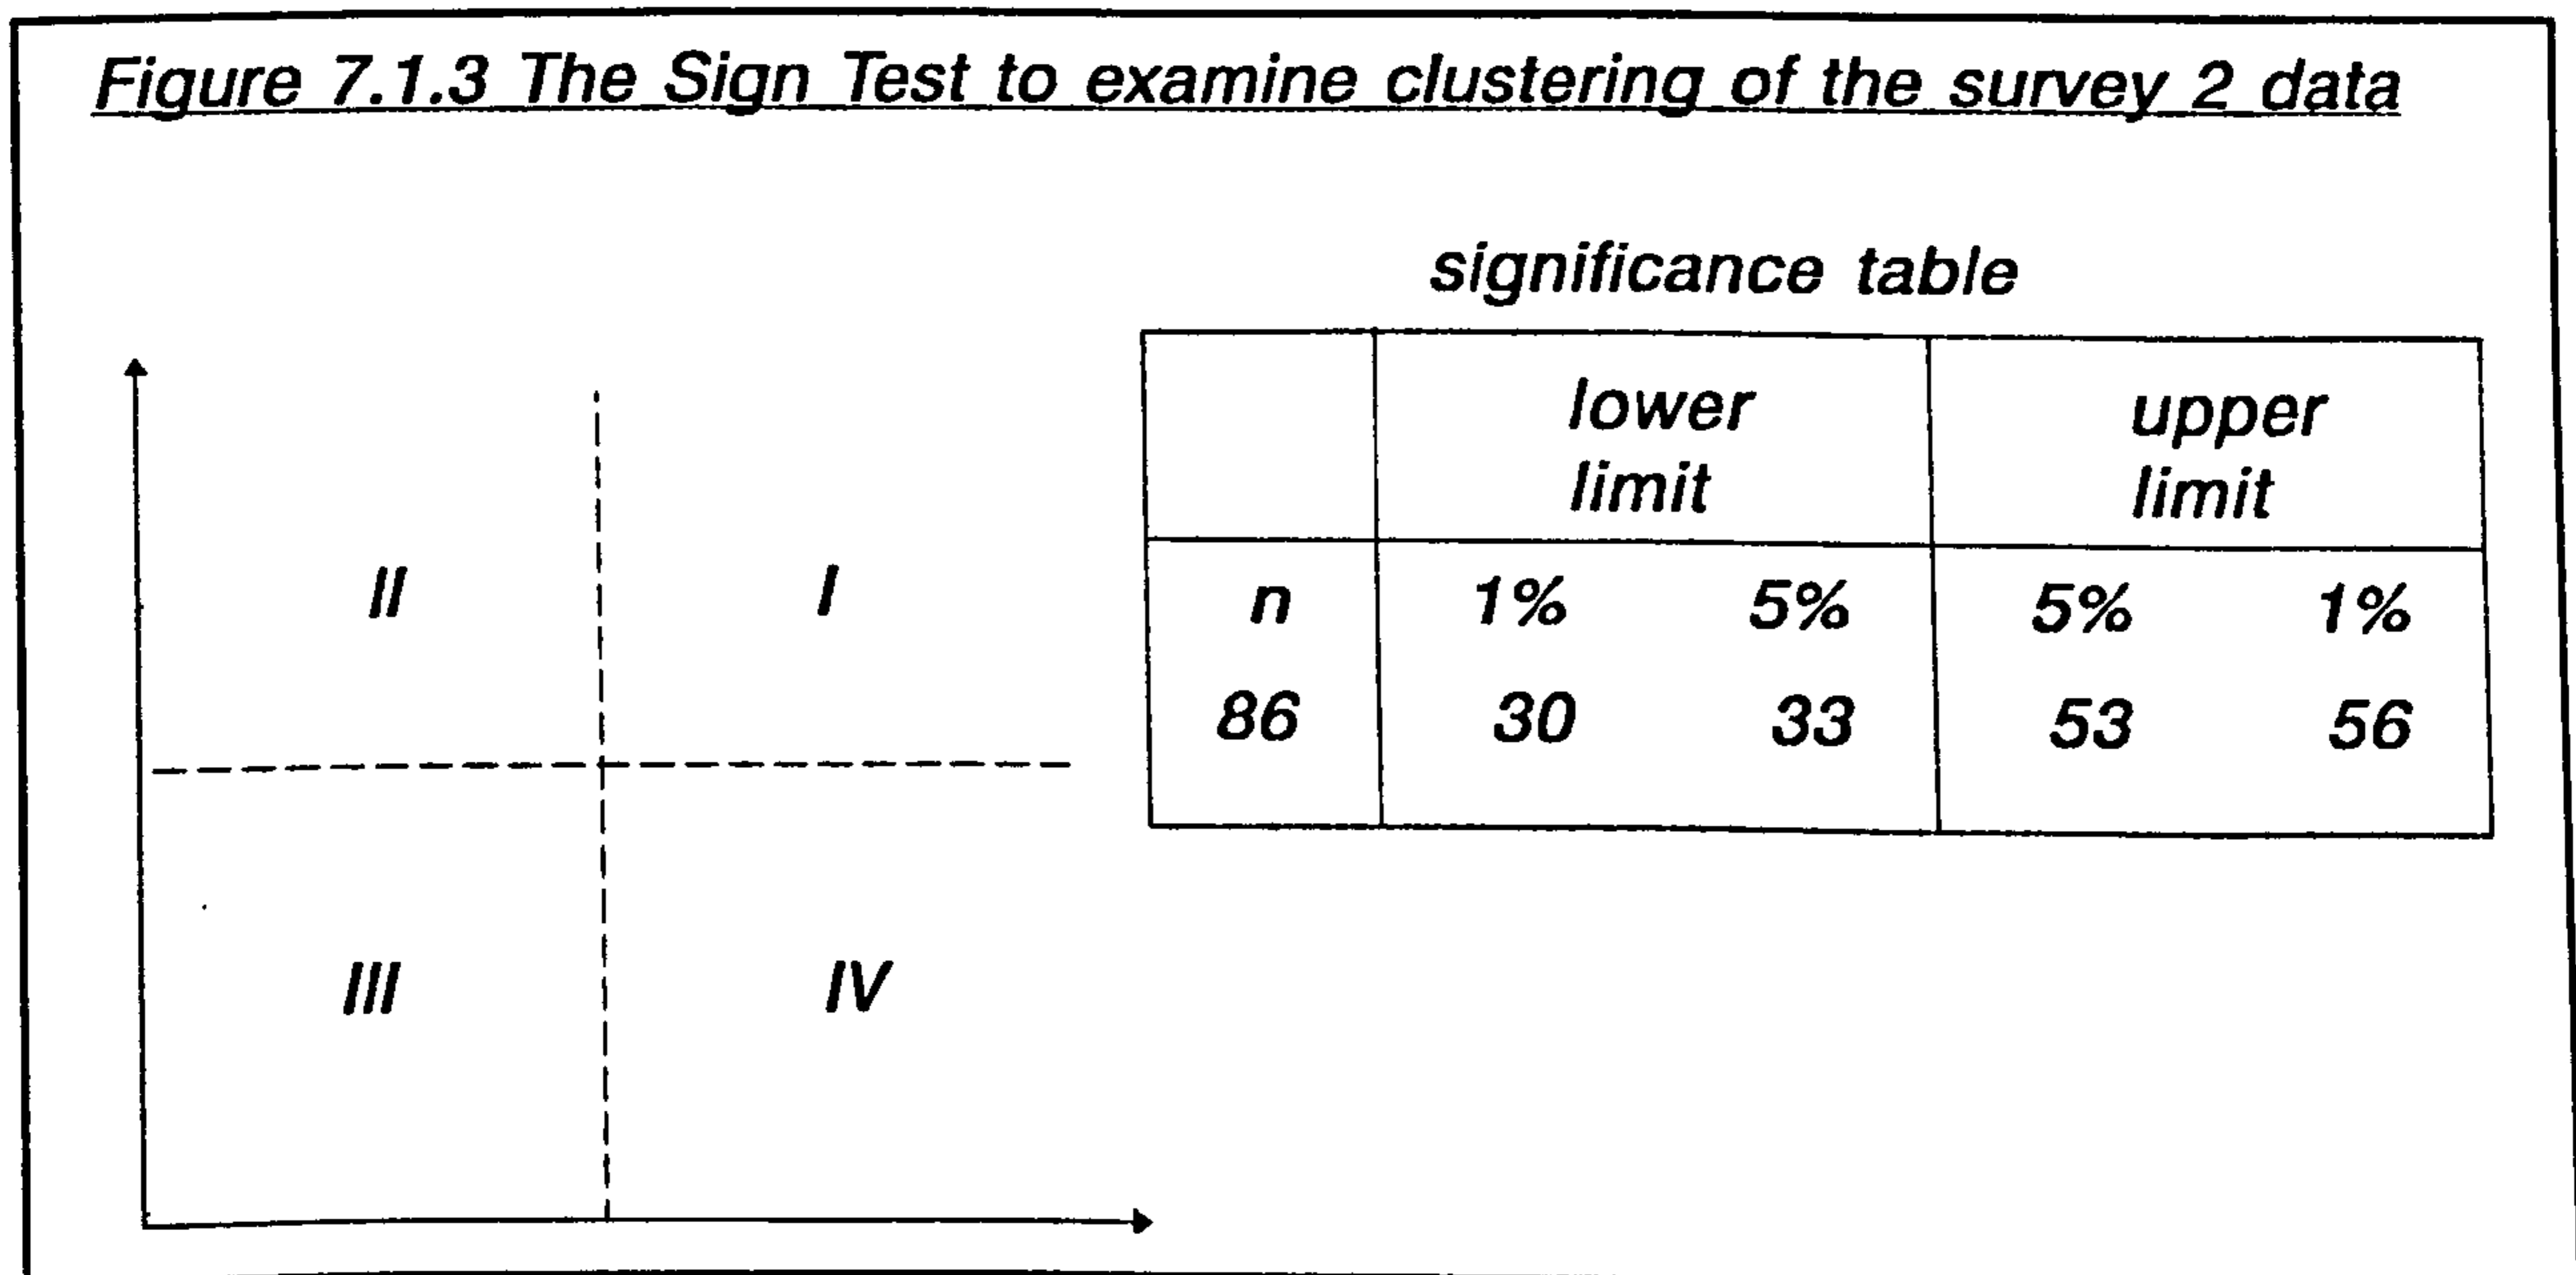 Figure 7.1.3 The Sign Test to examine clustering of the survey 2 data
significance table
lower limit
upper limit
n 1% 5% 5% 1%
86 30 33 53 56
II I
III IV